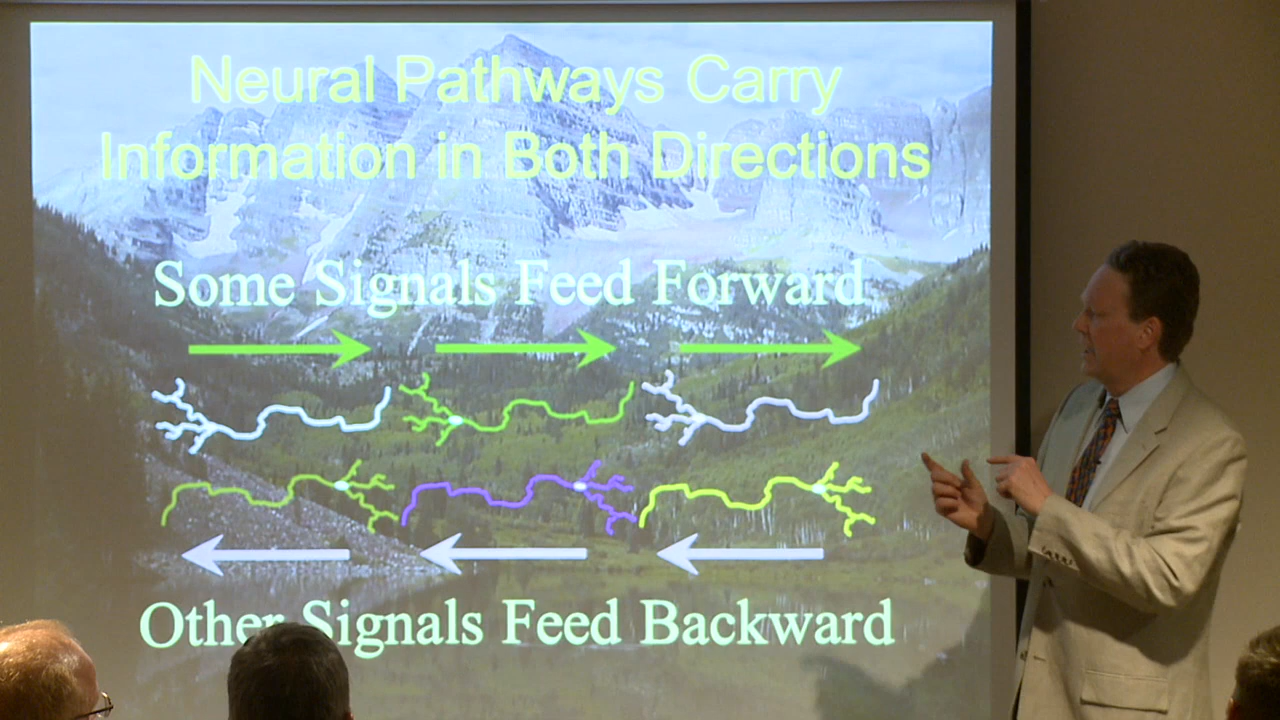 Neural Pathways Carry
Information in Both Directions
Some Signals Feed Forward
Other Signals Feed Backward